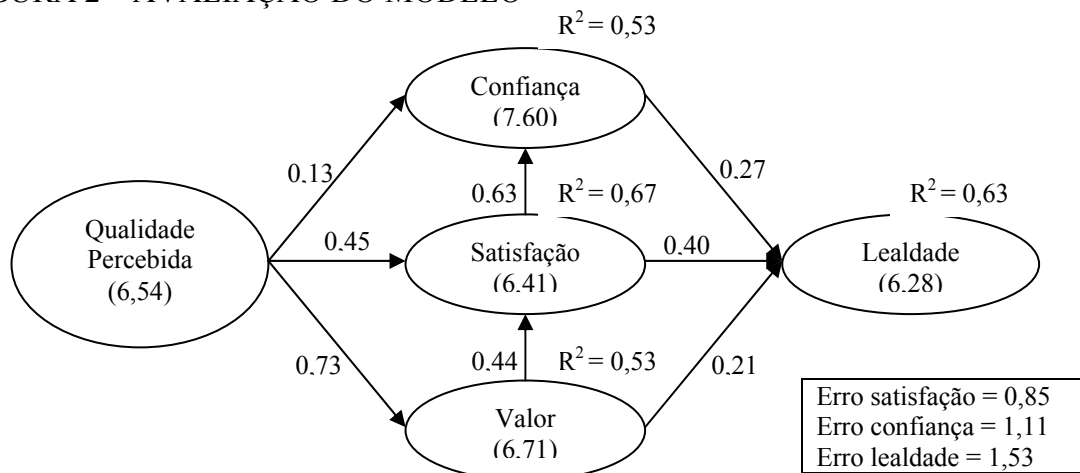 R² = 0,53
Confiança
(7,60)
0,13
0,27
0,63
R² = 0,67
R² = 0,63
Qualidade
Percebida
(6,54)
0,45
Satisfação
(6,41)
0,40
Lealdade
(6,28)
0,73
0,44
R² = 0,53
0,21
Valor
(6,71)
Erro satisfação = 0,85
Erro confiança = 1,11
Erro lealdade = 1,53